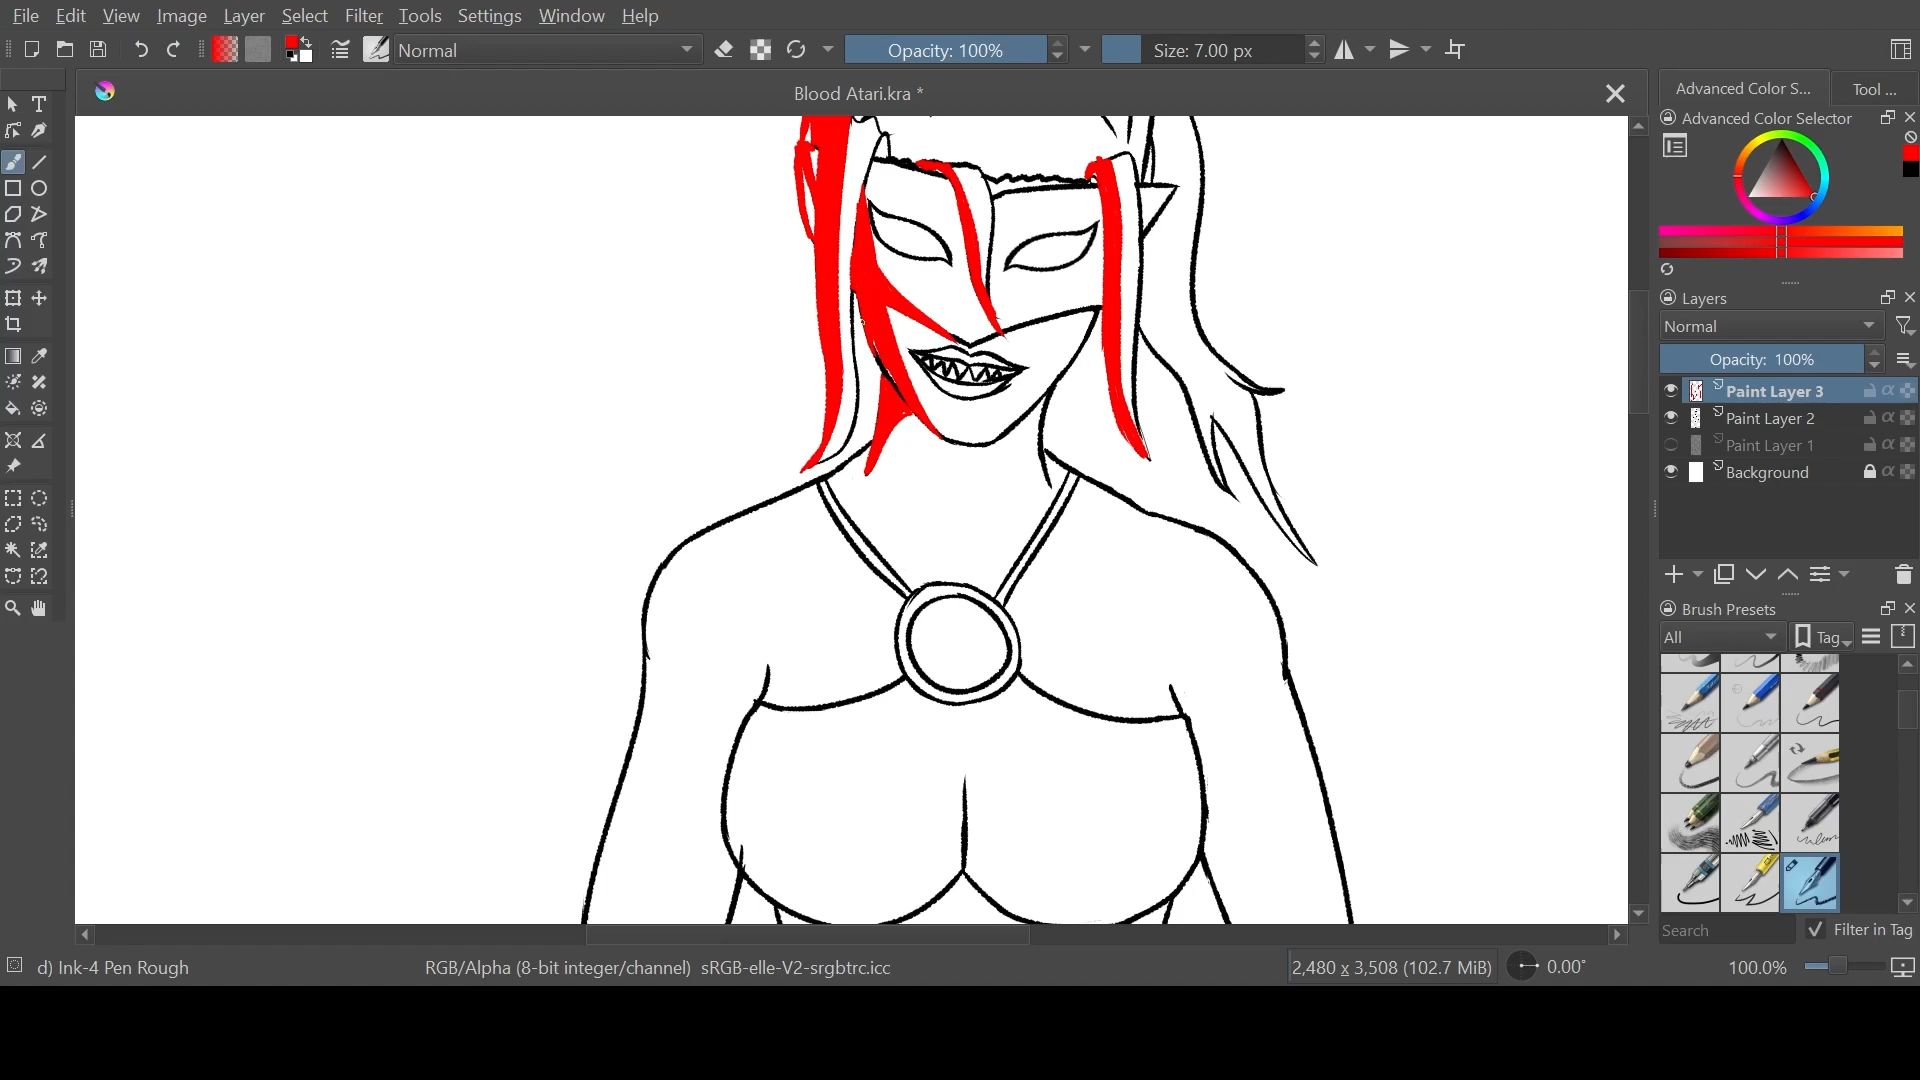 File Edit View Image Layer Select Filter Tools Settings Window Help
Normal Opacity: 100% Size: 7.00 px
Blood Atari.kra *
Advanced Color S... Tool ...
Advanced Color Selector
Layers
Normal
Opacity: 100%
Paint Layer 3
Paint Layer 2
Paint Layer 1
Background
Brush Presets
All Tag
Search Filter in Tag
d) Ink-4 Pen Rough RGB/Alpha (8-bit integer/channel) sRGB-elle-V2-srgbtrc.icc 2,480 x 3,508 (102.7 MiB) 0.00° 100.0%